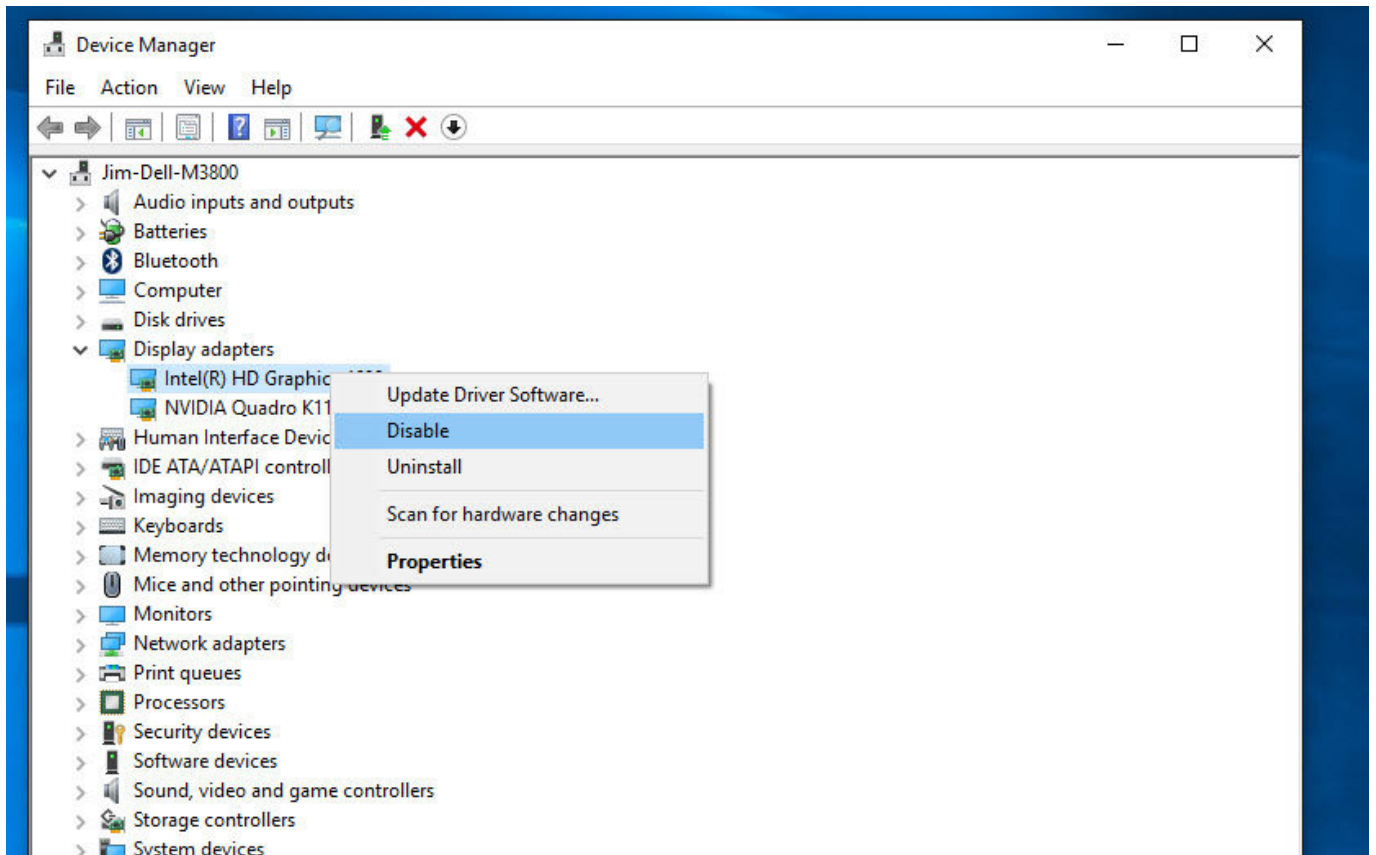 Device Manager
File Action View Help
Jim-Dell-M3800
Audio inputs and outputs
Batteries
Bluetooth
Computer
Disk drives
Display adapters
Intel(R) HD Graphic
NVIDIA Quadro K11
Human Interface Devic
IDE ATA/ATAPI controll
Imaging devices
Keyboards
Memory technology d
Mice and other pointing devices
Monitors
Network adapters
Print queues
Processors
Security devices
Software devices
Sound, video and game controllers
Storage controllers
System devices
Update Driver Software...
Disable
Uninstall
Scan for hardware changes
Properties